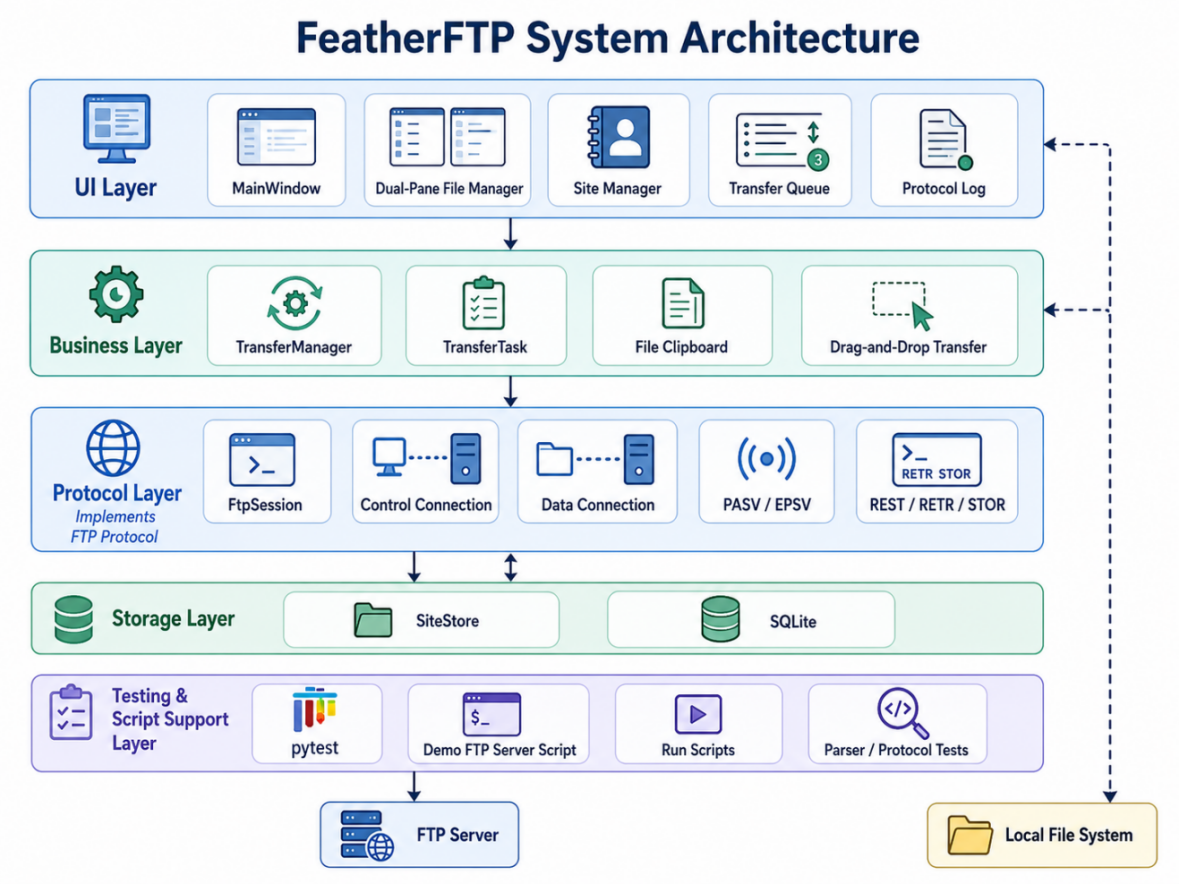 FeatherFTP System Architecture
UI Layer
MainWindow
Dual-Pane File Manager
Site Manager
3
Transfer Queue
Protocol Log
Business Layer
TransferManager
TransferTask
File Clipboard
Drag-and-Drop Transfer
Protocol Layer
Implements
FTP Protocol
>_
FtpSession
Control Connection
Data Connection
PASV / EPSV
>_
RETR STOR
REST / RETR / STOR
Storage Layer
SiteStore
SQLite
Testing &
Script Support
Layer
pytest
$_
Demo FTP Server Script
Run Scripts
</>
Parser / Protocol Tests
FTP Server
Local File System